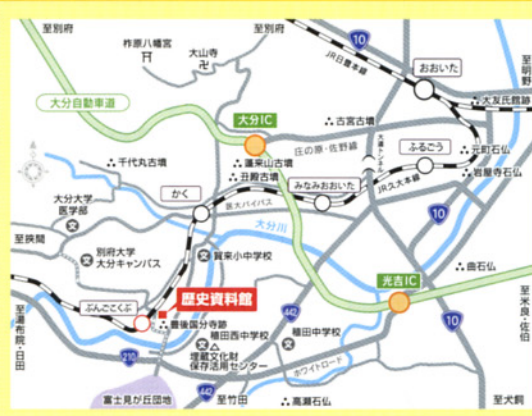 至別府
至別府
柞原八幡宮
大山寺
JR日豊本線
10
おおいた
至明野
大分自動車道
大分IC
古宮古墳
大友氏館跡
庄の原・佐野線
大道トンネル
ふるごう
元町石仏
岩屋寺石仏
千代丸古墳
蓬来山古墳
丑殿古墳
みなみおおいた
JR久大本線
かく
医大バイパス
大分大学
医学部
文
大分川
10
至挾間
別府大学
大分キャンパス
文
賀来小中学校
文
曲石仏
光吉IC
歴史資料館
ぶんごこくぶ
豊後国分寺跡
442
至米良・佐伯
稙田西中学校
文
稙田中学校
文
10
至湯布院・日田
210
埋蔵文化財
保存活用センター
ホワイトロード
442
富士見が丘団地
至竹田
高瀬石仏
至犬飼